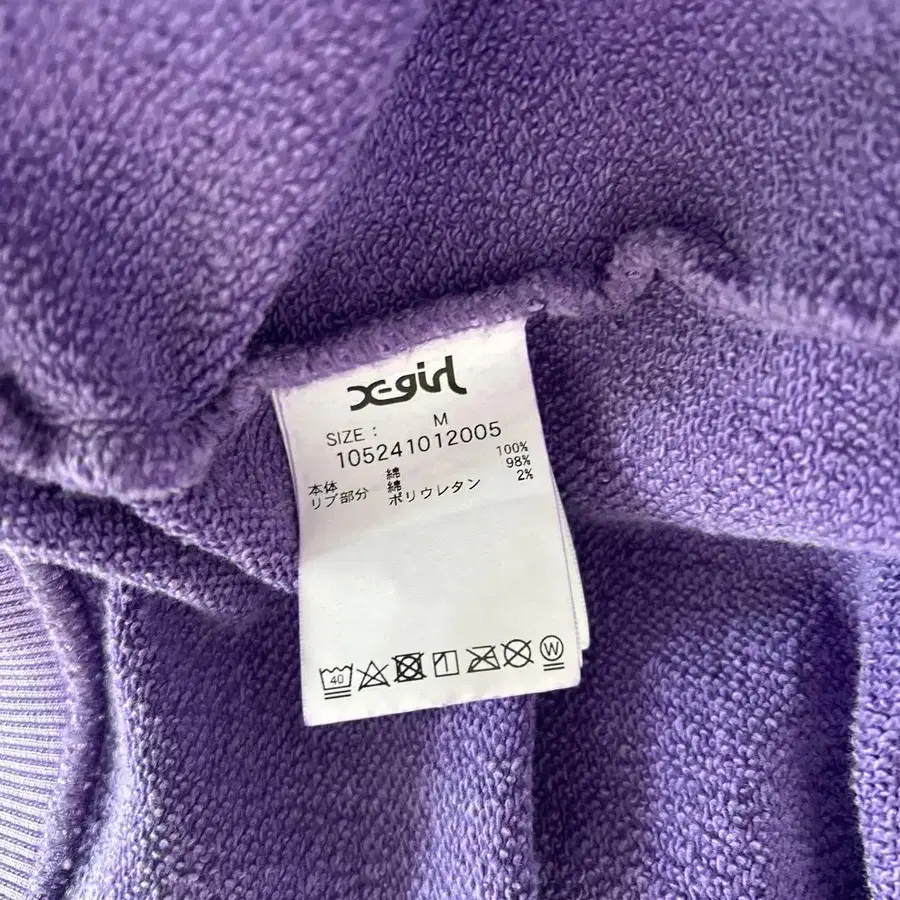 X-girl
SIZE : M
105241012005
本体 綿 100%
リブ部分 綿 98%
ポリウレタン 2%
40 W